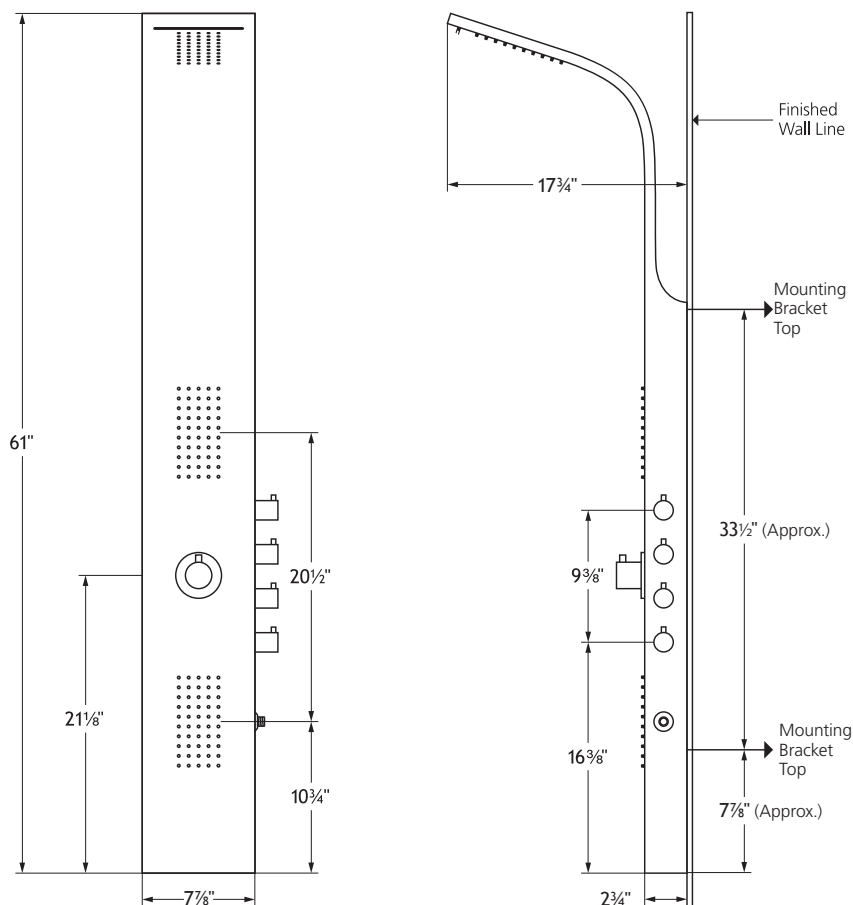 61"
21⅛"
20½"
10¾"
7⅞"
17¾"
Finished
Wall Line
Mounting
Bracket
Top
33½" (Approx.)
9⅜"
16⅜"
Mounting
Bracket
Top
7⅞" (Approx.)
2¾"